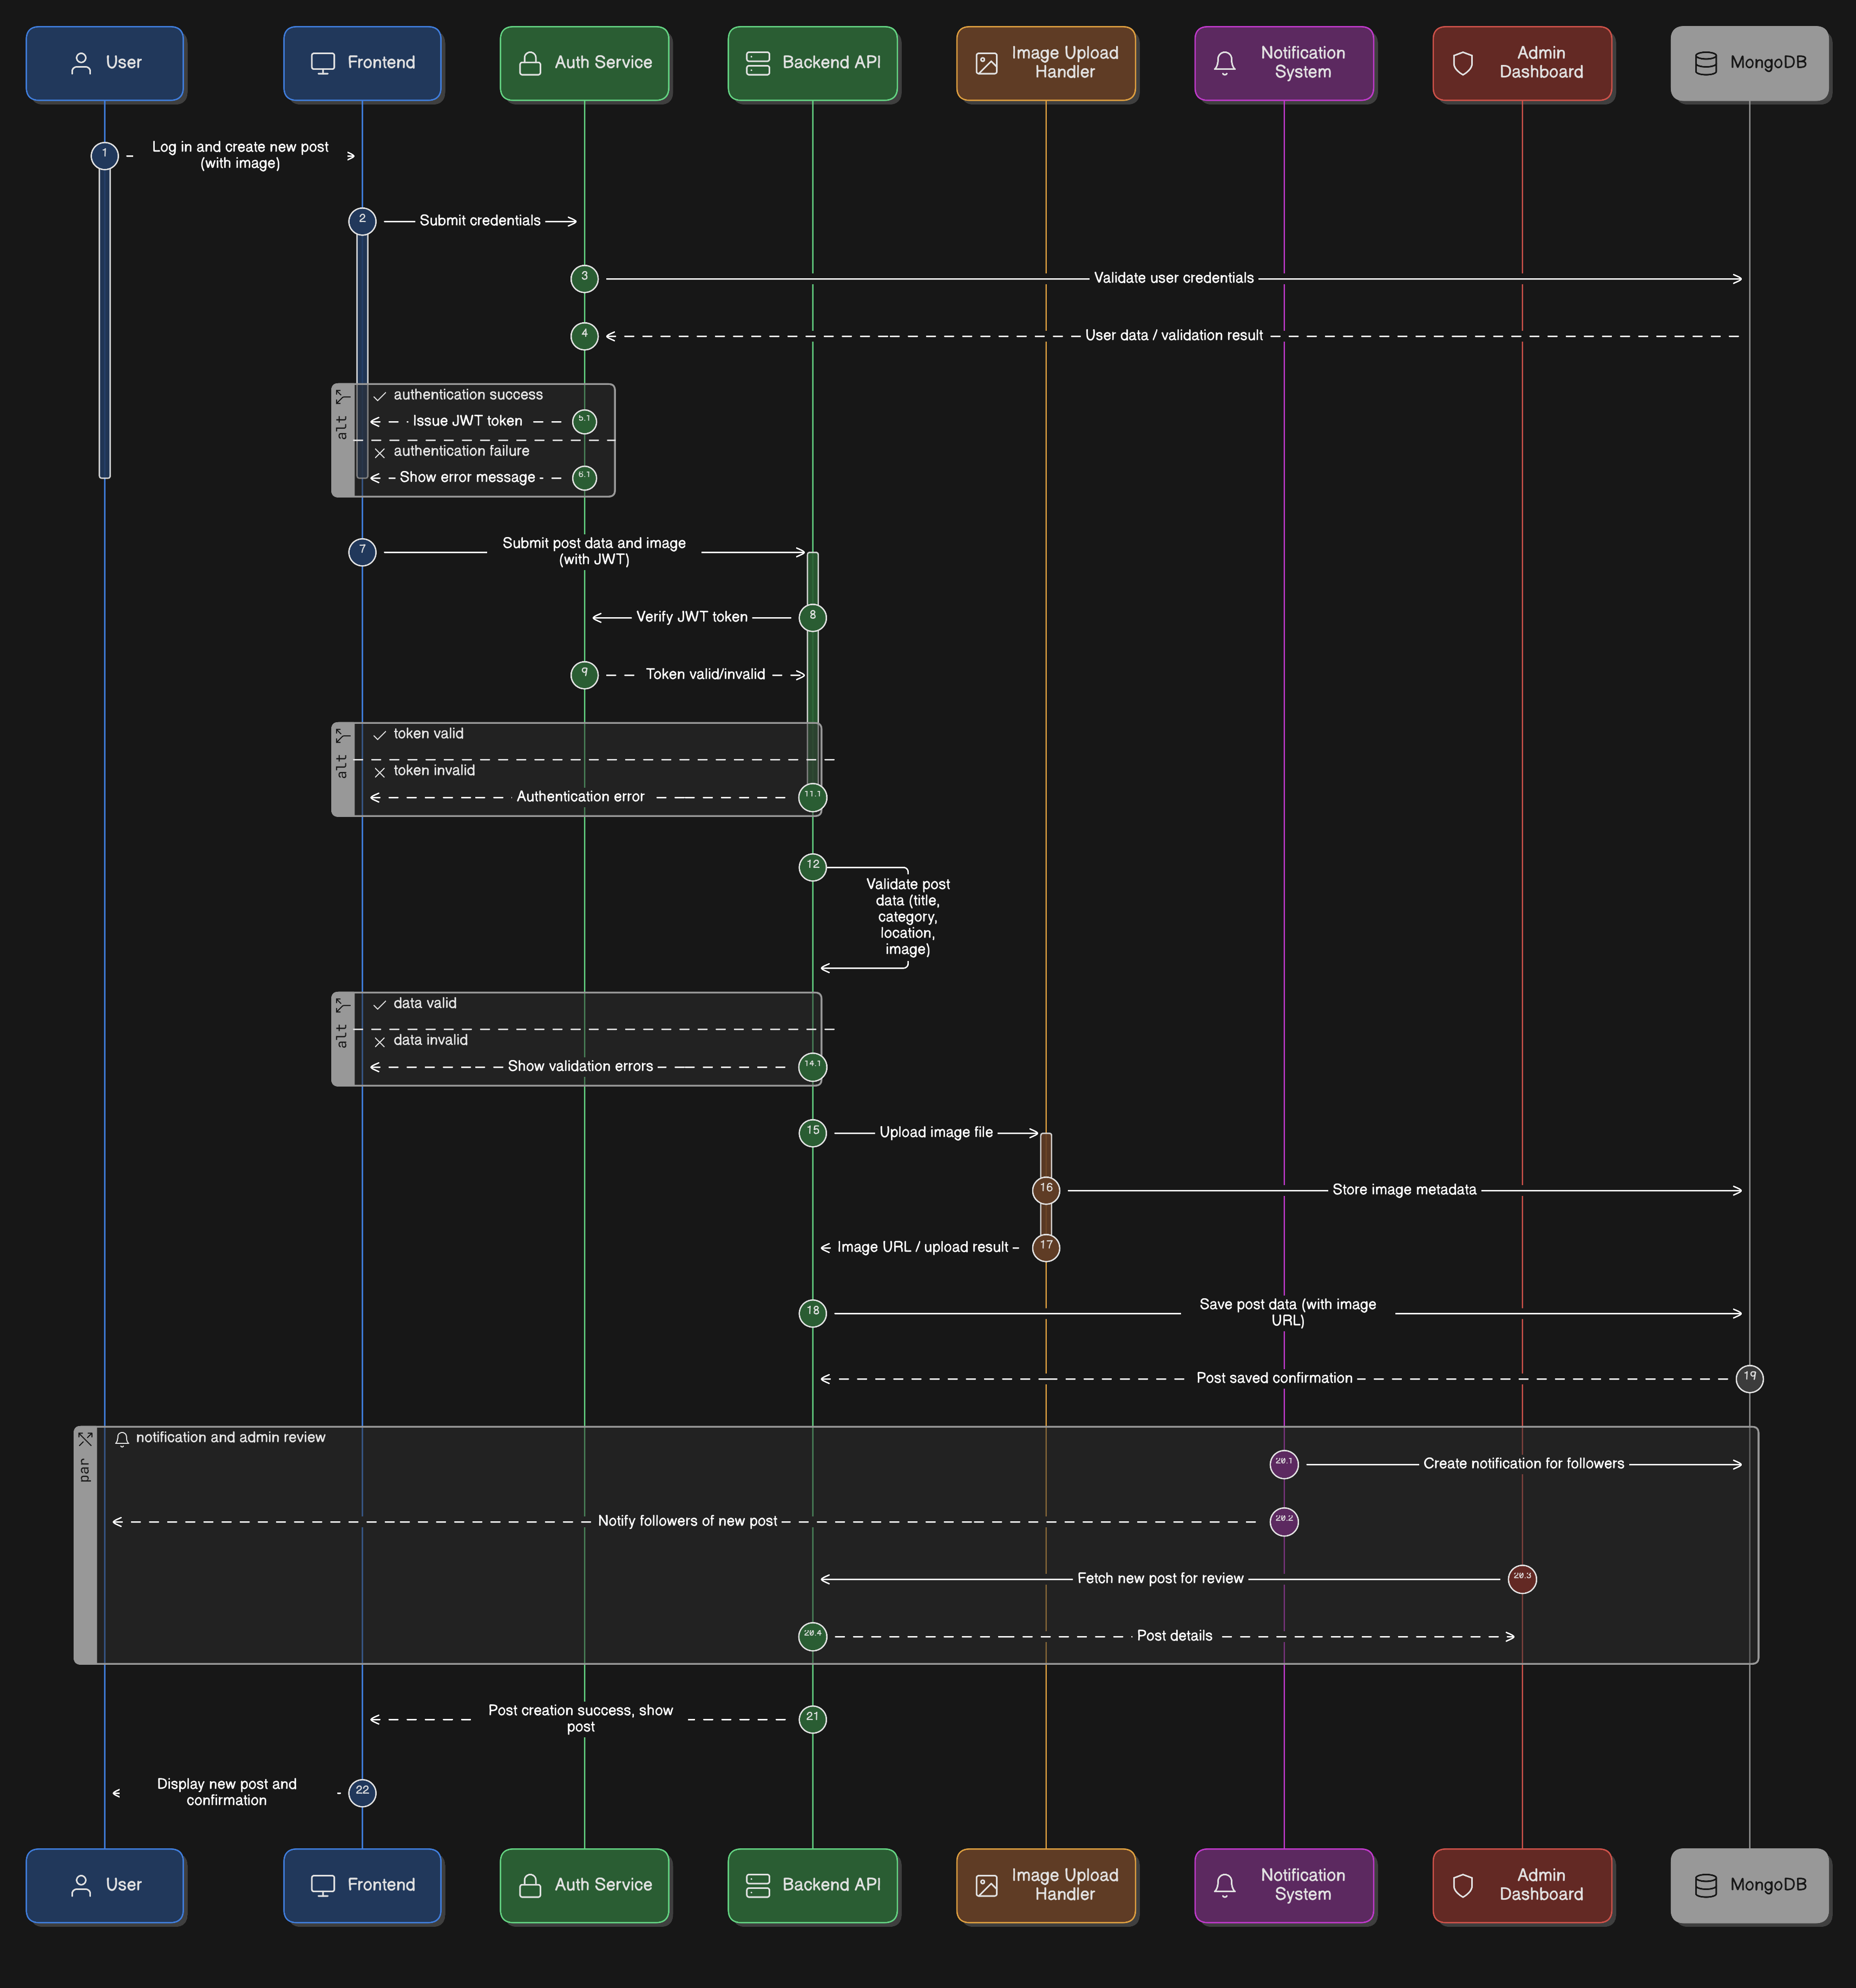 User
Frontend
Auth Service
Backend API
Image Upload
Handler
Notification
System
Admin
Dashboard
MongoDB
1
Log in and create new post
(with image)
2
Submit credentials
3
Validate user credentials
4
User data / validation result
alt
authentication success
Issue JWT token
5.1
authentication failure
Show error message
6.1
7
Submit post data and image
(with JWT)
Verify JWT token
8
9
Token valid/invalid
alt
token valid
token invalid
Authentication error
11.1
12
Validate post
data (title,
category,
location,
image)
alt
data valid
data invalid
Show validation errors
14.1
15
Upload image file
16
Store image metadata
Image URL / upload result
17
18
Save post data (with image
URL)
Post saved confirmation
19
par
notification and admin review
20.1
Create notification for followers
Notify followers of new post
20.2
Fetch new post for review
20.3
20.4
Post details
Post creation success, show
post
21
Display new post and
confirmation
22
User
Frontend
Auth Service
Backend API
Image Upload
Handler
Notification
System
Admin
Dashboard
MongoDB